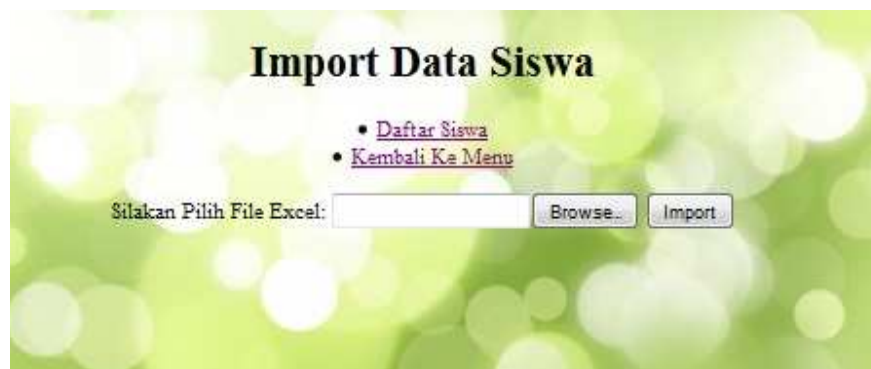 Import Data Siswa
• Daftar Siswa
• Kembali Ke Menu
Silakan Pilih File Excel: Browse... Import